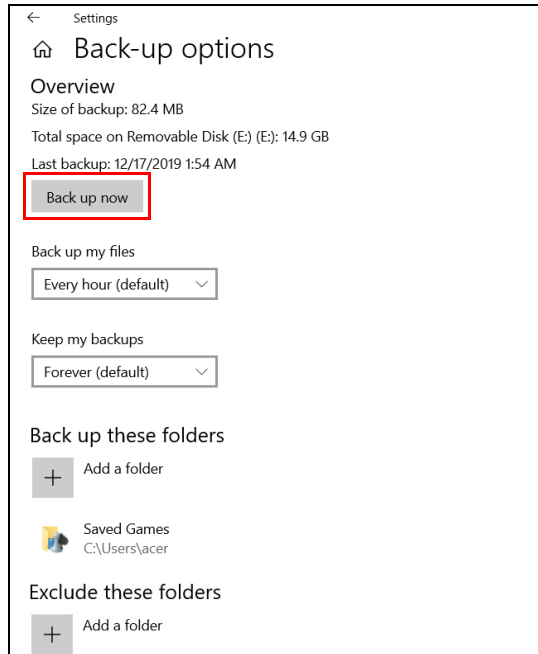 Settings
Back-up options
Overview
Size of backup: 82.4 MB
Total space on Removable Disk (E:) (E:): 14.9 GB
Last backup: 12/17/2019 1:54 AM
Back up now
Back up my files
Every hour (default)
Keep my backups
Forever (default)
Back up these folders
Add a folder
Saved Games
C:\Users\acer
Exclude these folders
Add a folder